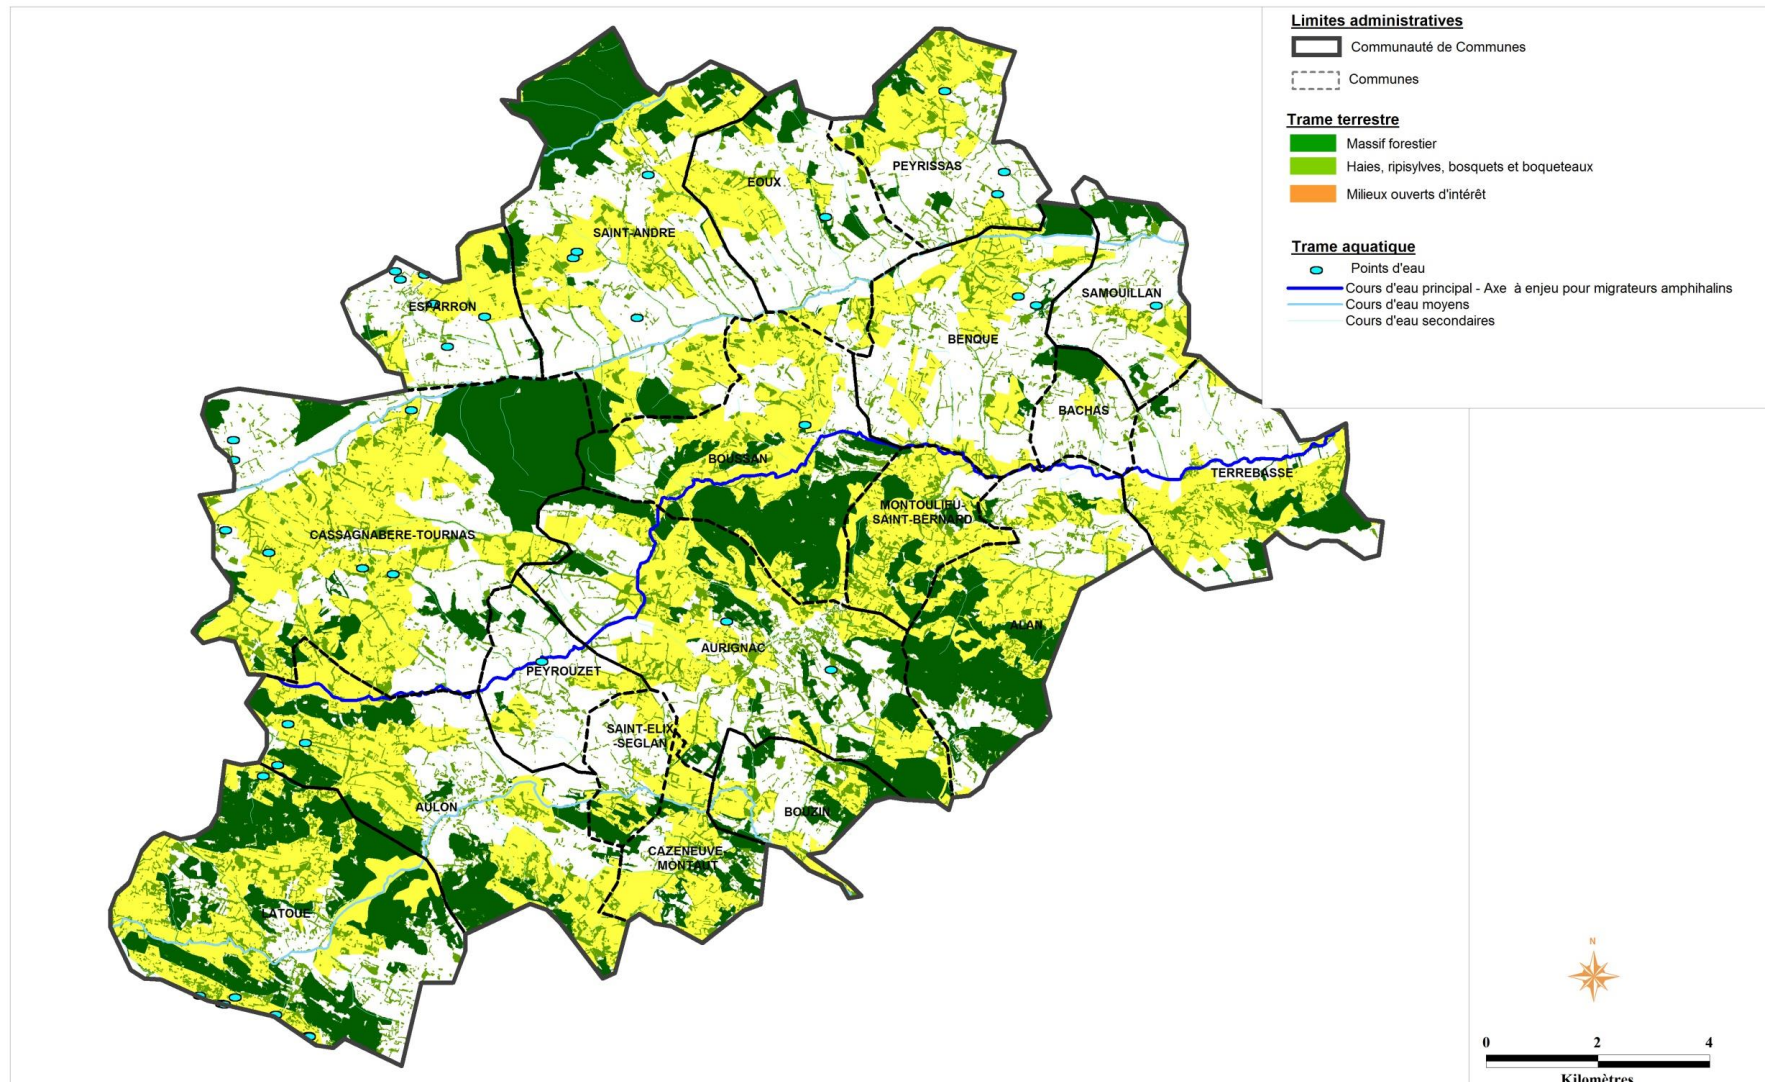 Limites administratives
Communauté de Communes
Communes
Trame terrestre
Massif forestier
Haies, ripisylves, bosquets et boqueteaux
Milieux ouverts d'intérêt
Trame aquatique
Points d'eau
Cours d'eau principal - Axe à enjeu pour migrateurs amphihalins
Cours d'eau moyens
Cours d'eau secondaires
PEYRISSAS
EOUX
SAINT-ANDRE
ESPARRON
SAMOUILLAN
BENQUE
BACHAS
BOUSSAN
TERREBASSE
MONTOULIEU-
SAINT-BERNARD
CASSAGNABERE-TOURNAS
ALAN
AURIGNAC
PEYROUZET
SAINT-ELIX
-SEGLAN
AULON
BOUZIN
CAZENEUVE-
MONTAUT
LATOUE
N
0 2 4
Kilomètres